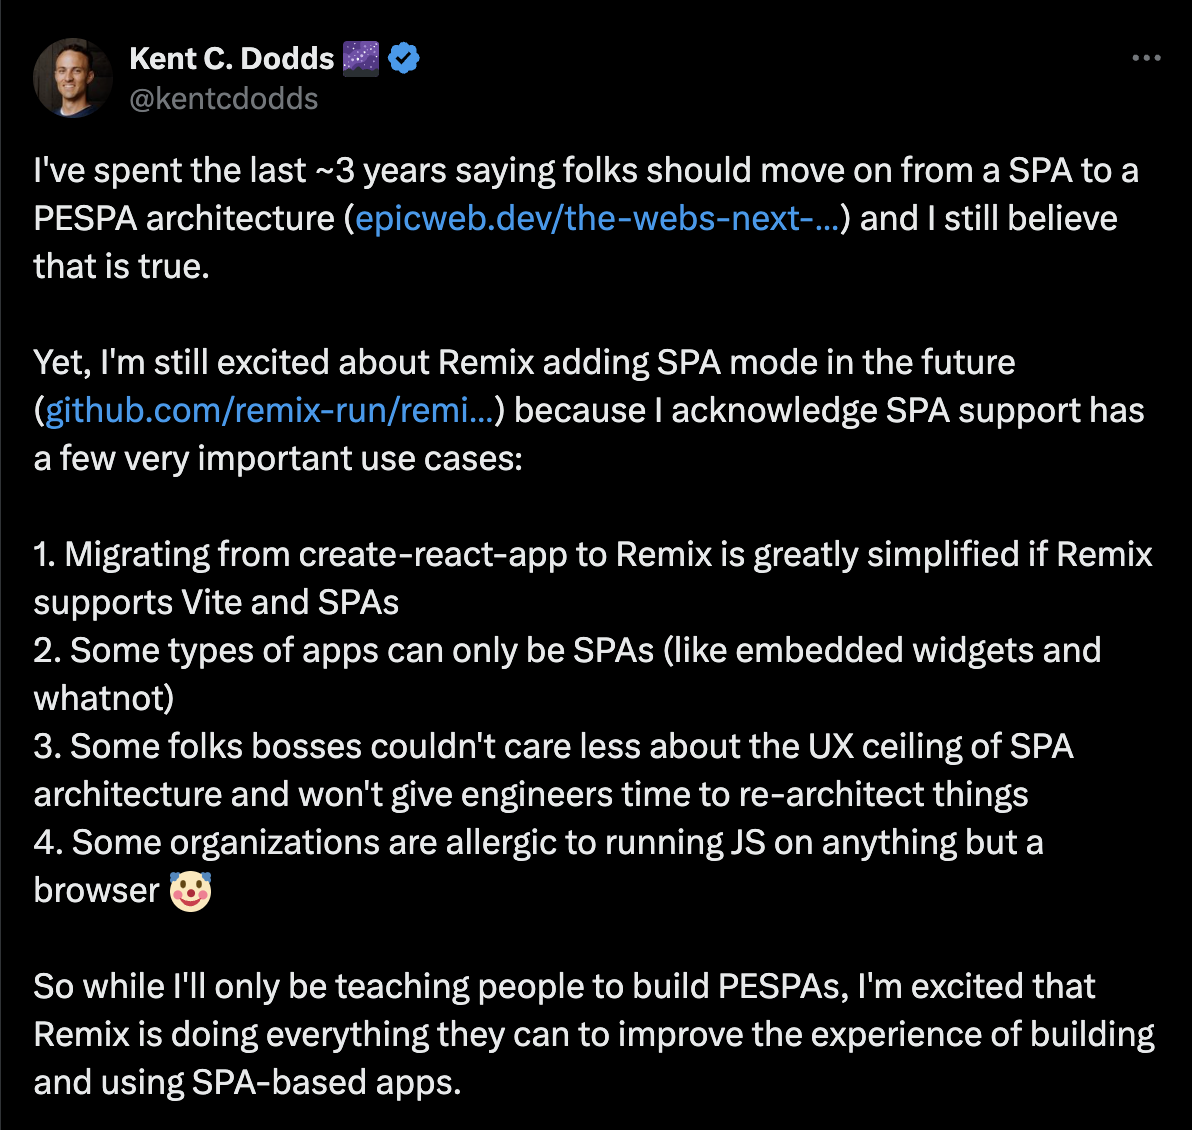 Kent C. Dodds
@kentcdodds
I've spent the last ~3 years saying folks should move on from a SPA to a
PESPA architecture (epicweb.dev/the-webs-next-...) and I still believe
that is true.
Yet, I'm still excited about Remix adding SPA mode in the future
(github.com/remix-run/remi...) because I acknowledge SPA support has
a few very important use cases:
1. Migrating from create-react-app to Remix is greatly simplified if Remix
supports Vite and SPAs
2. Some types of apps can only be SPAs (like embedded widgets and
whatnot)
3. Some folks bosses couldn't care less about the UX ceiling of SPA
architecture and won't give engineers time to re-architect things
4. Some organizations are allergic to running JS on anything but a
browser 🤡
So while I'll only be teaching people to build PESPAs, I'm excited that
Remix is doing everything they can to improve the experience of building
and using SPA-based apps.